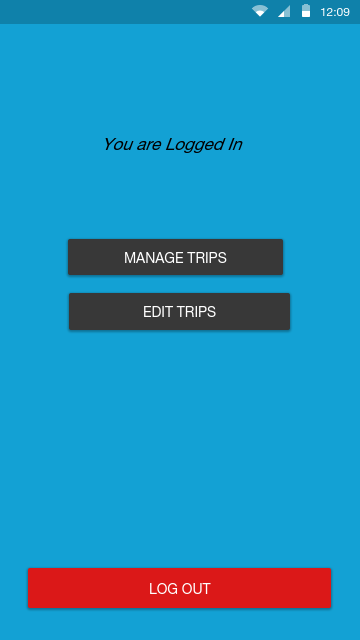 12:09
You are Logged In
MANAGE TRIPS
EDIT TRIPS
LOG OUT